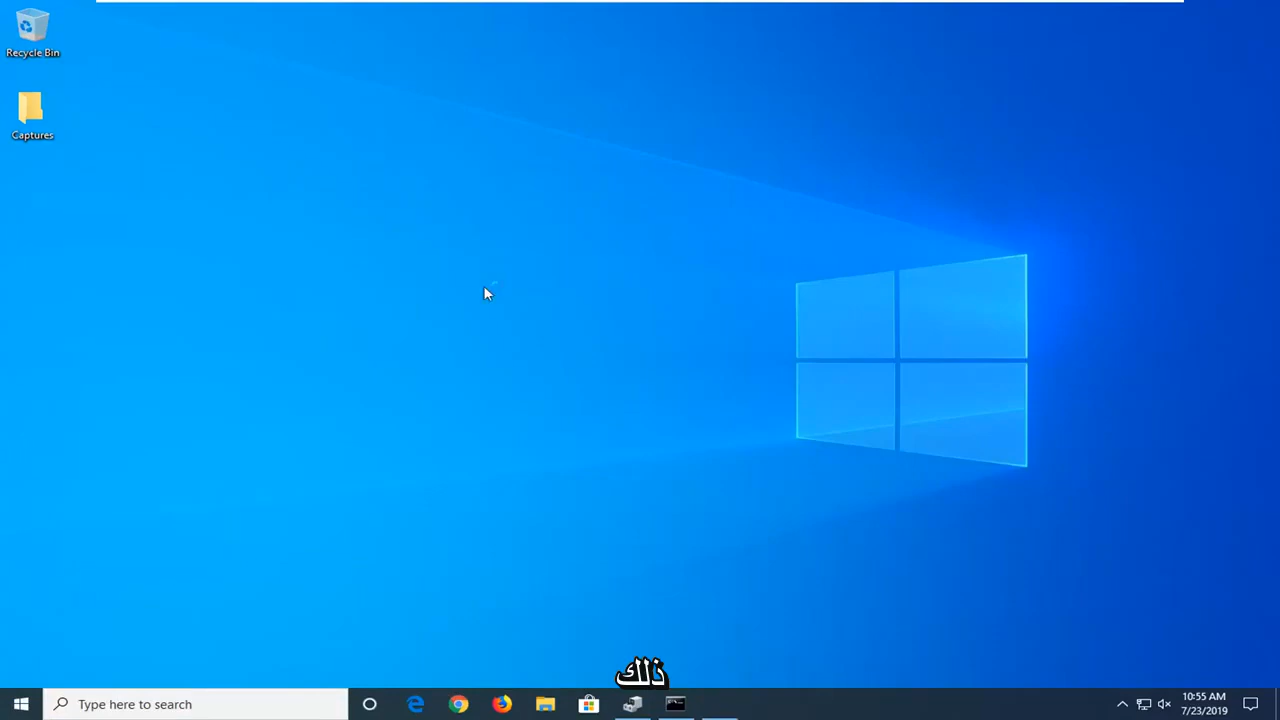 Recycle Bin
Captures
ذلك
Type here to search
10:55 AM
7/23/2019